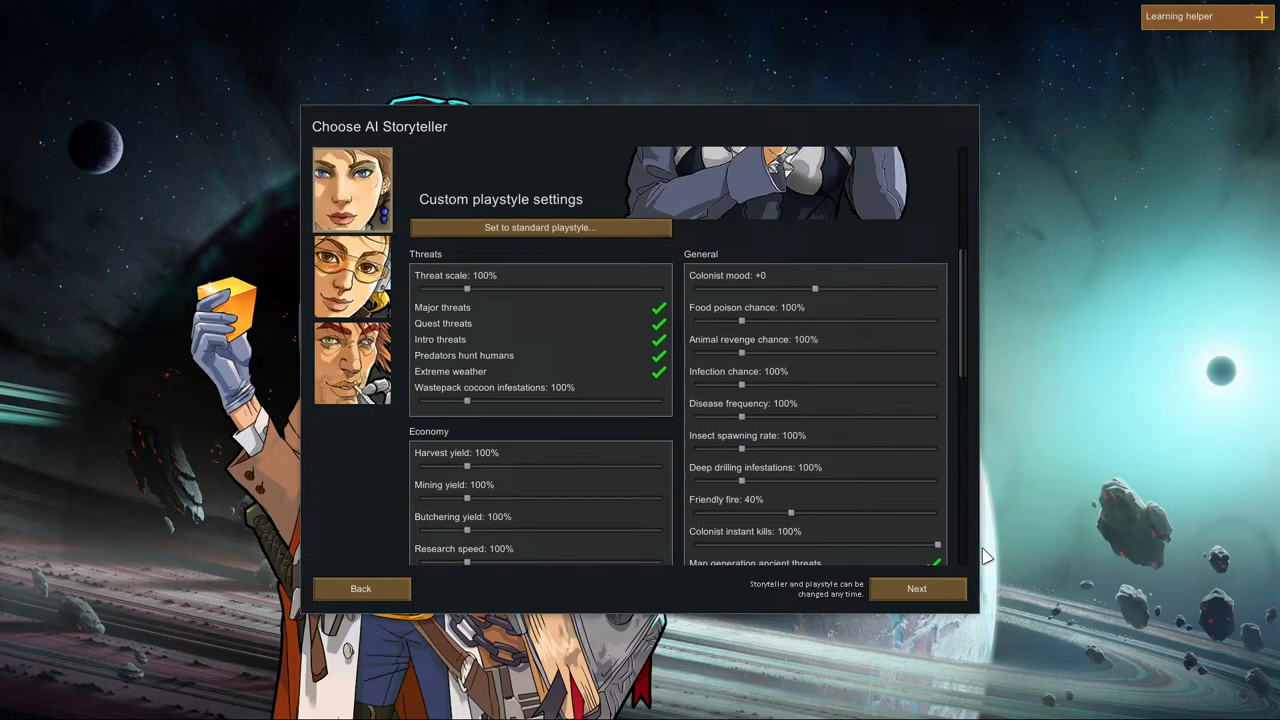 Learning helper
Choose AI Storyteller
Custom playstyle settings
Set to standard playstyle...
Threats
Threat scale: 100%
Major threats
Quest threats
Intro threats
Predators hunt humans
Extreme weather
Wastepack cocoon infestations: 100%
Economy
Harvest yield: 100%
Mining yield: 100%
Butchering yield: 100%
Research speed: 100%
General
Colonist mood: +0
Food poison chance: 100%
Animal revenge chance: 100%
Infection chance: 100%
Disease frequency: 100%
Insect spawning rate: 100%
Deep drilling infestations: 100%
Friendly fire: 40%
Colonist instant kills: 100%
Map generation ancient threats
Back
Storyteller and playstyle can be
changed any time.
Next